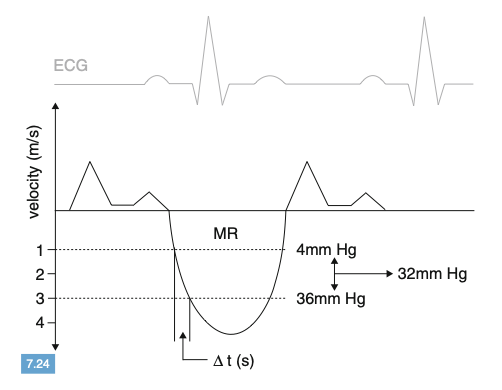 ECG
velocity (m/s)
MR
1
4mm Hg
2
32mm Hg
3
36mm Hg
4
Δ t (s)
7.24